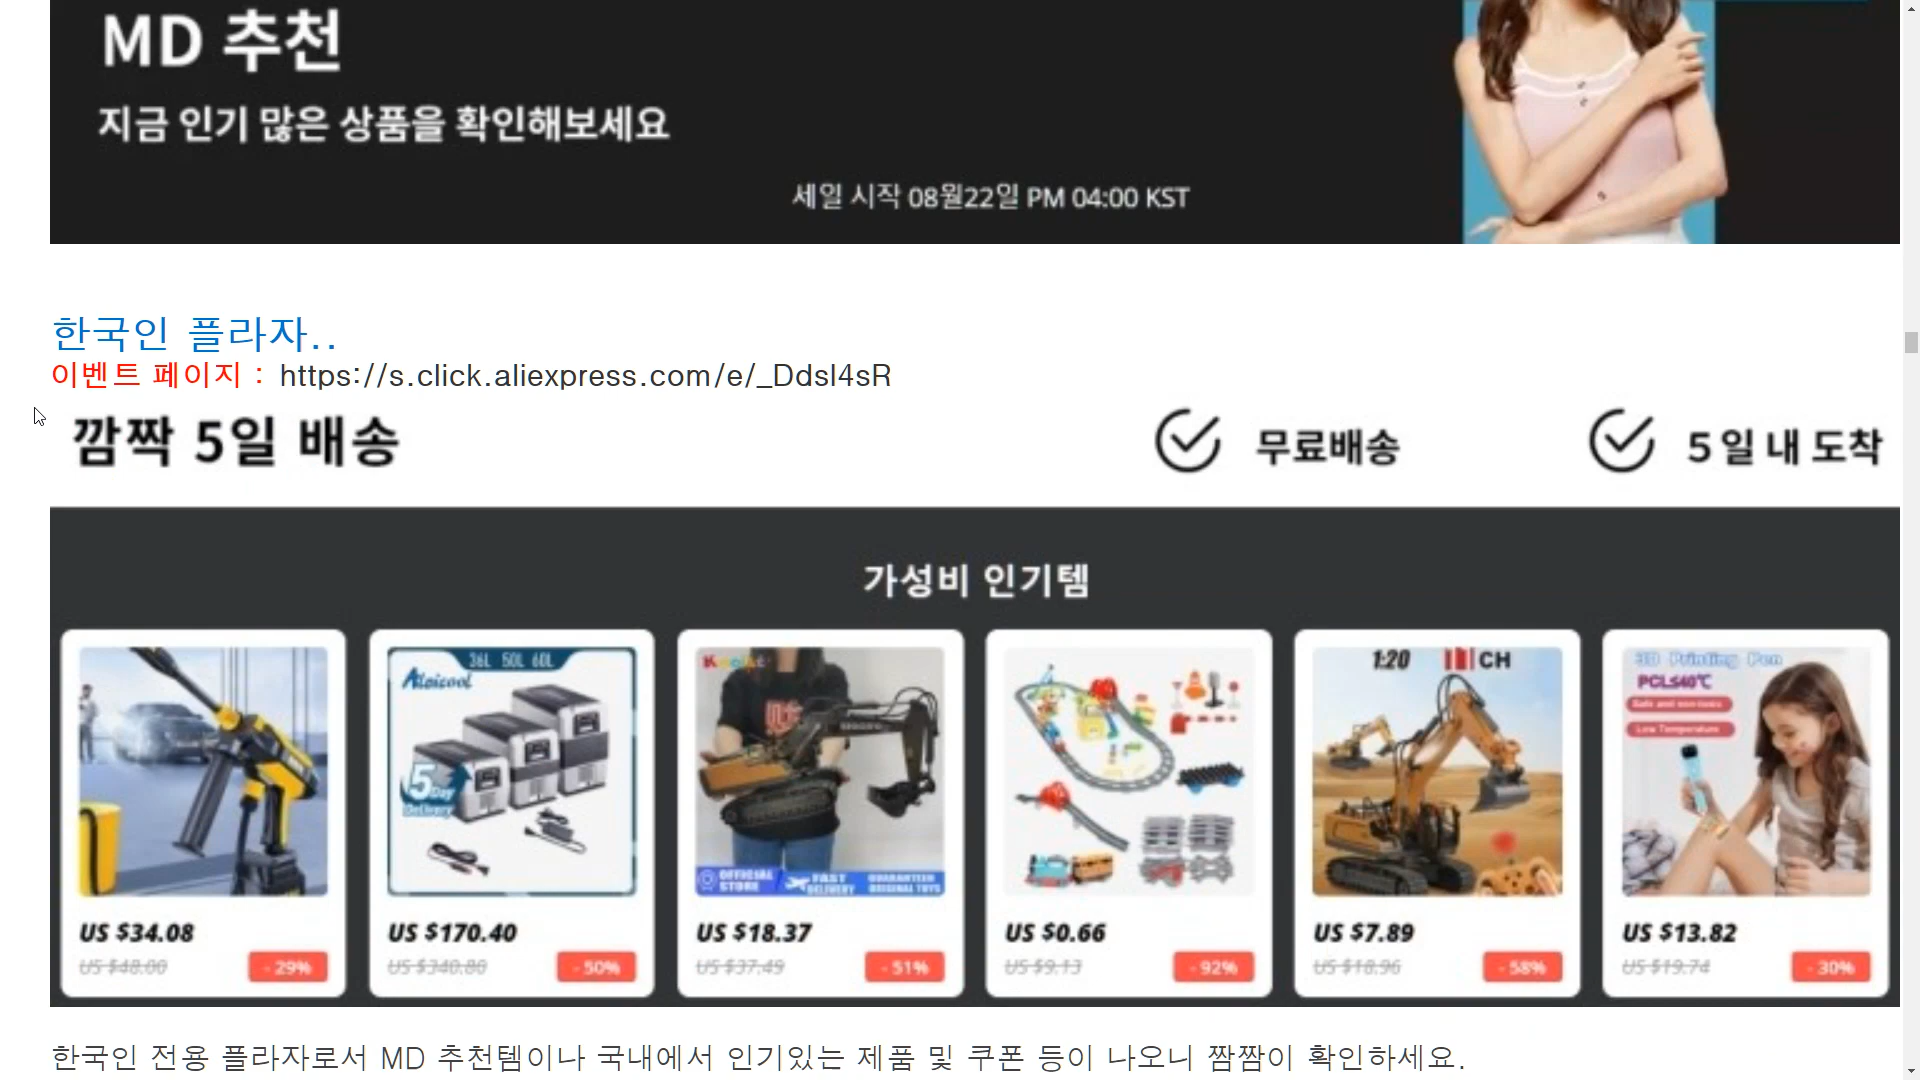 MD 추천
지금 인기 많은 상품을 확인해보세요
세일 시작 08월22일 PM 04:00 KST
한국인 플라자..
이벤트 페이지 : https://s.click.aliexpress.com/e/_Ddsl4sR
깜짝 5일 배송
무료배송
5일 내 도착
가성비 인기템
36L 50L 60L
Alpicool
5 Day Delivery
OFFICIAL STORE
FAST DELIVERY
GUARANTEED ORIGINAL TOYS
1:20
11 CH
3D Printing Pen
PCL≤40℃
Safe and non-toxic
Low Temperature
US $34.08
US $48.00
- 29%
US $170.40
US $340.80
- 50%
US $18.37
US $37.49
- 51%
US $0.66
US $9.13
- 92%
US $7.89
US $18.96
- 58%
US $13.82
US $19.74
- 30%
한국인 전용 플라자로서 MD 추천템이나 국내에서 인기있는 제품 및 쿠폰 등이 나오니 짬짬이 확인하세요.